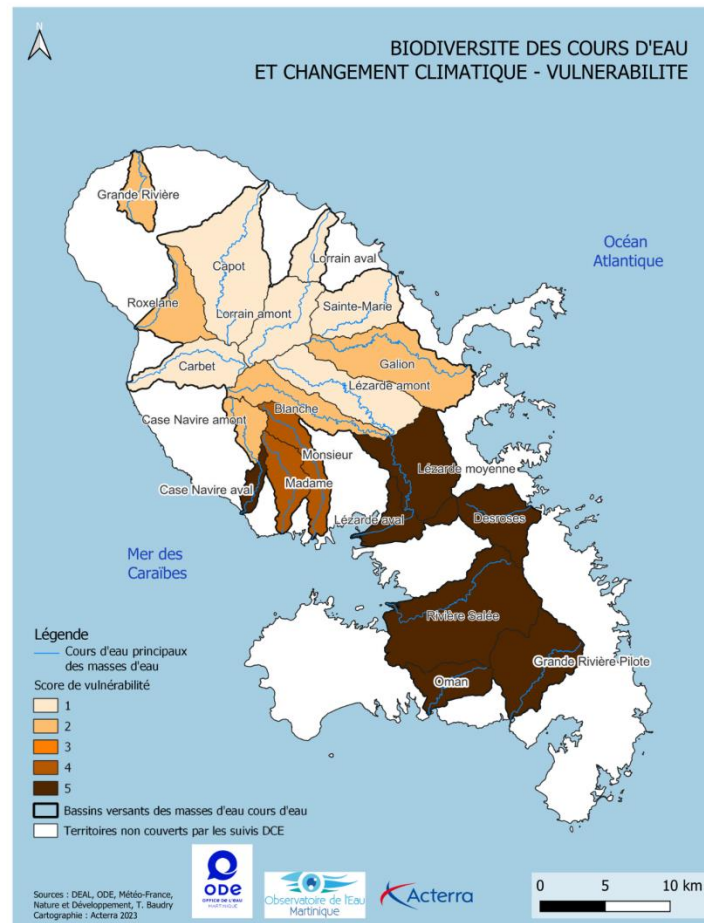 N
BIODIVERSITE DES COURS D'EAU
ET CHANGEMENT CLIMATIQUE - VULNERABILITE
Grande Rivière
Océan
Atlantique
Lorrain aval
Capot
Roxelane
Lorrain amont
Sainte-Marie
Carbet
Galion
Lézarde amont
Blanche
Case Navire amont
Monsieur
Lézarde moyenne
Madame
Case Navire aval
Lézarde aval
Desroses
Mer des
Caraïbes
Rivière Salée
Grande Rivière Pilote
Oman
Légende
Cours d'eau principaux
des masses d'eau
Score de vulnérabilité
1
2
3
4
5
Bassins versants des masses d'eau cours d'eau
Territoires non couverts par les suivis DCE
Sources : DEAL, ODE, Météo-France,
Nature et Développement, T. Baudry
Cartographie : Acterra 2023
ODE
OFFICE DE L'EAU
MARTINIQUE
Observatoire de l'Eau
Martinique
Acterra
0 5 10 km